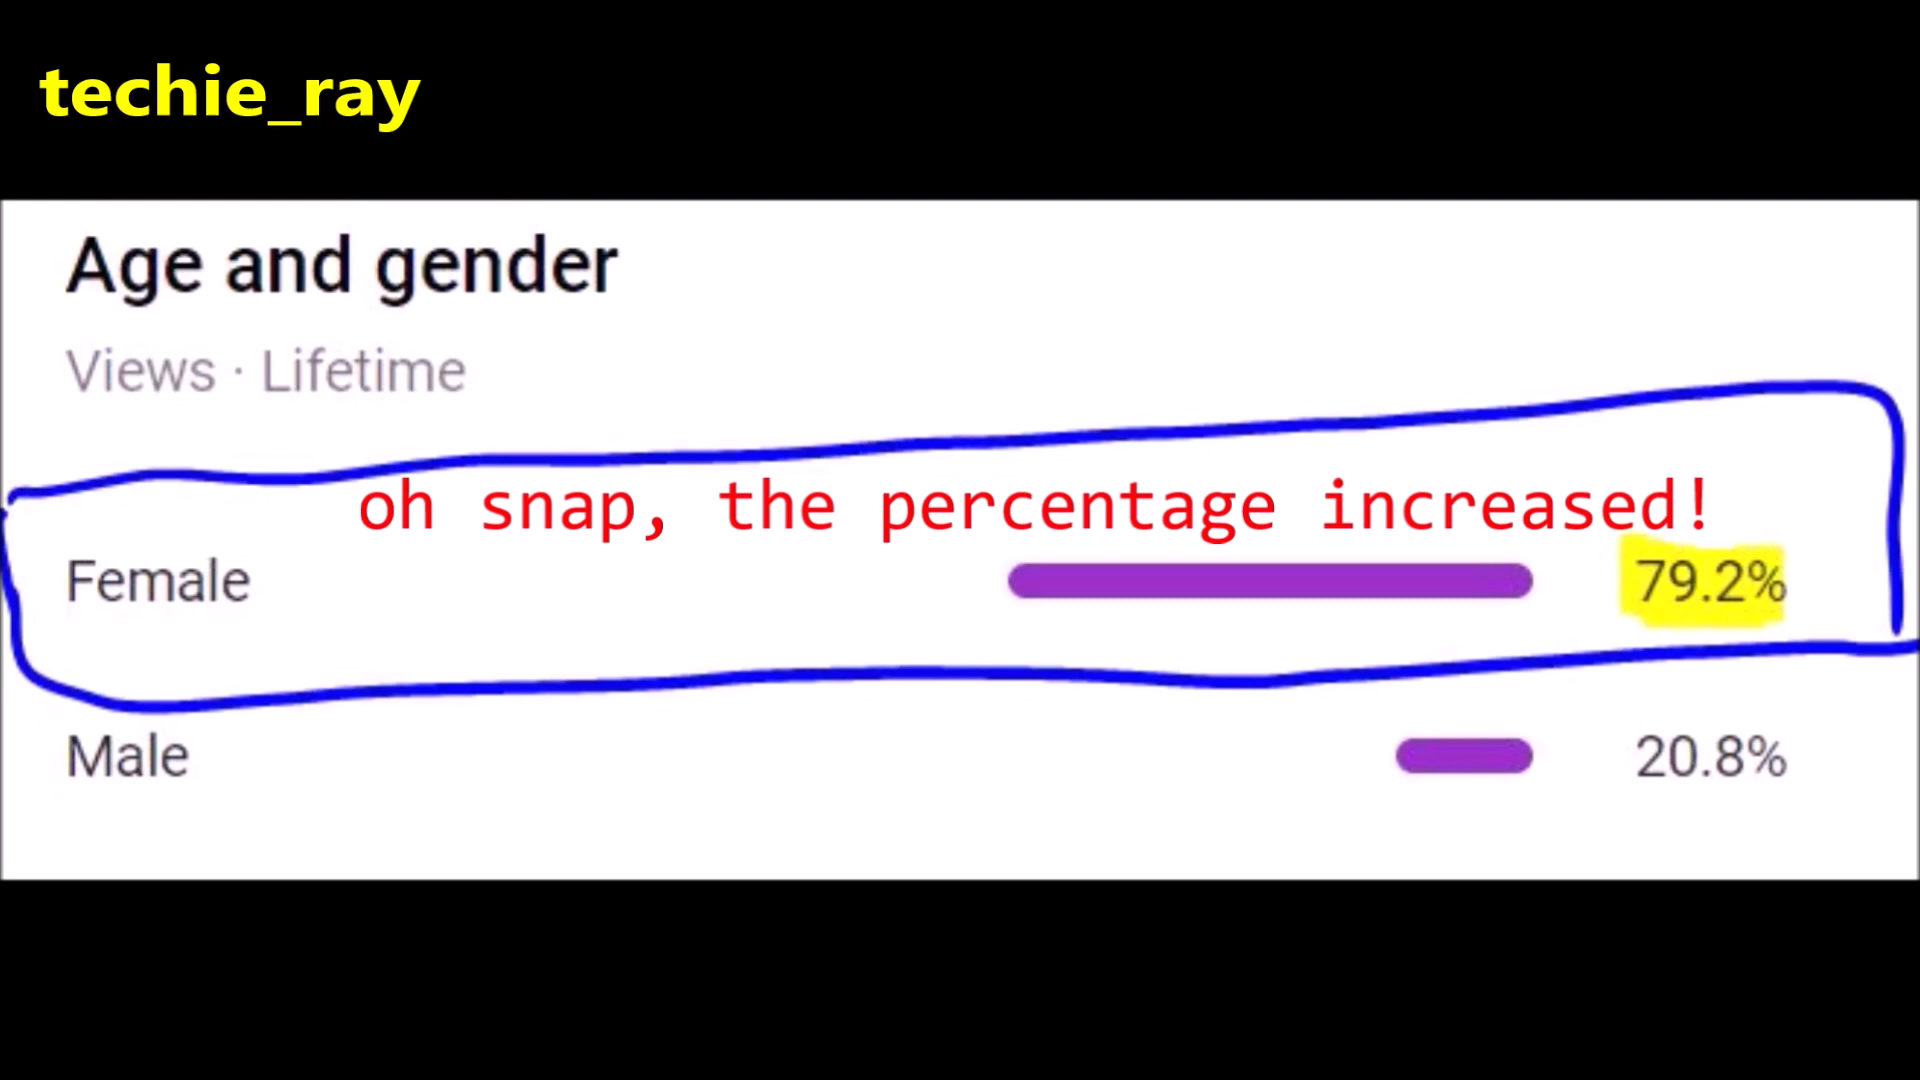 techie_ray
Age and gender
Views · Lifetime
oh snap, the percentage increased!
Female 79.2%
Male 20.8%